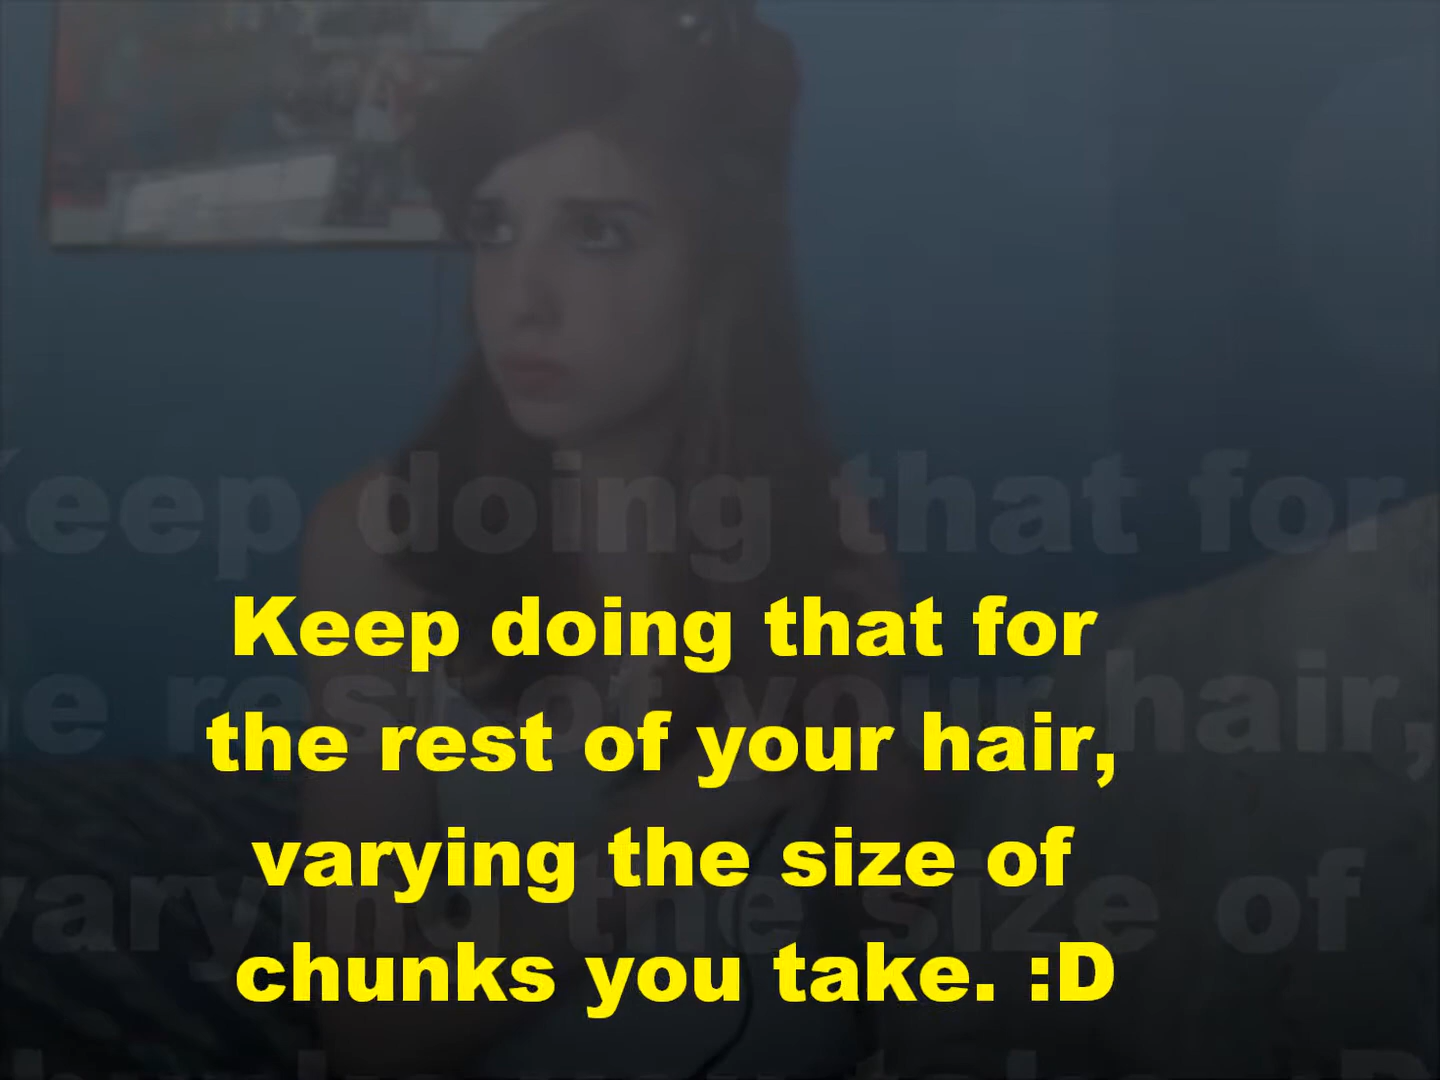 Keep doing that for
the rest of your hair,
varying the size of
chunks you take. :D